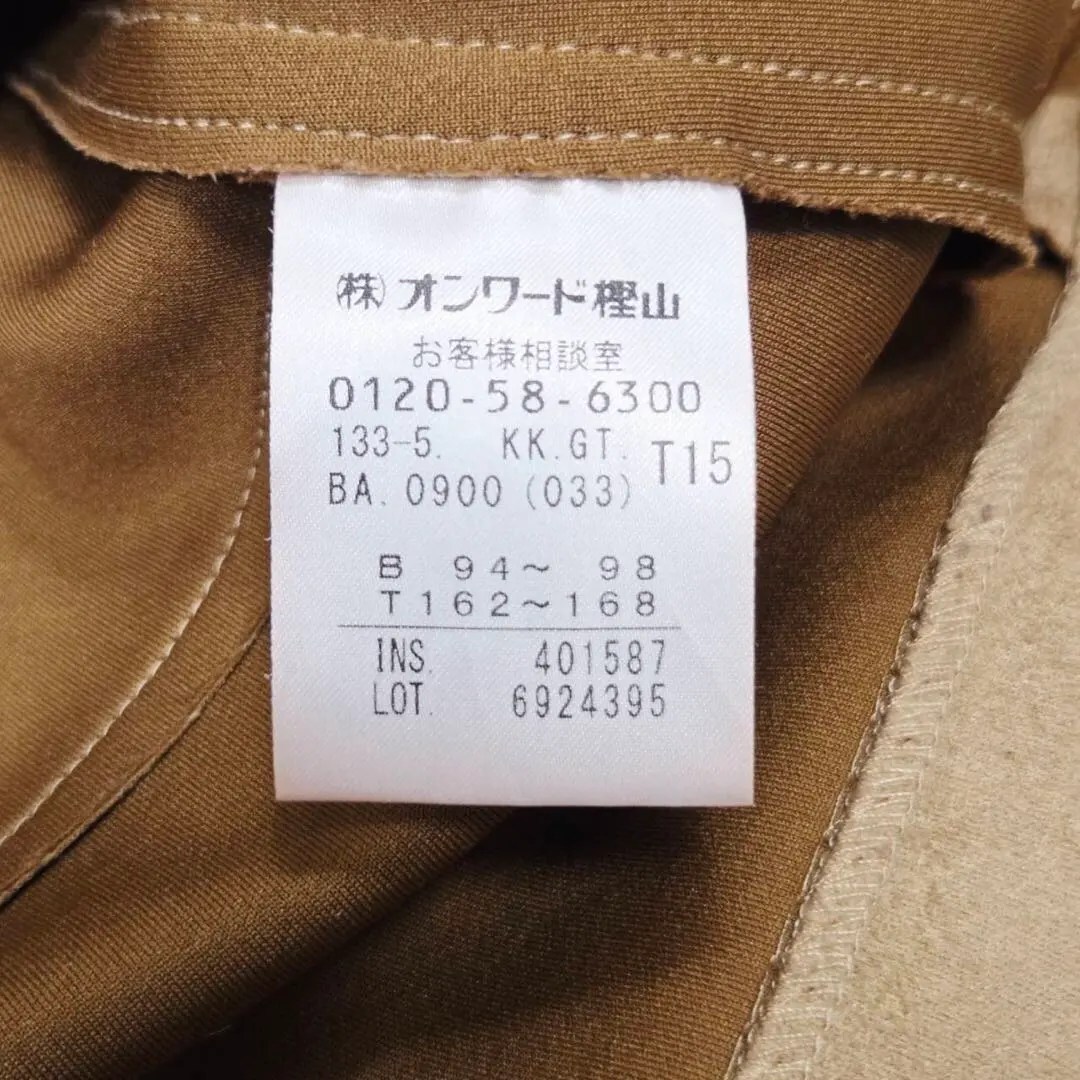 ㈱オンワード樫山
お客様相談室
0120-58-6300
133-5. KK.GT. T15
BA. 0900 (033)
B 94～ 98
T162～168
INS. 401587
LOT. 6924395